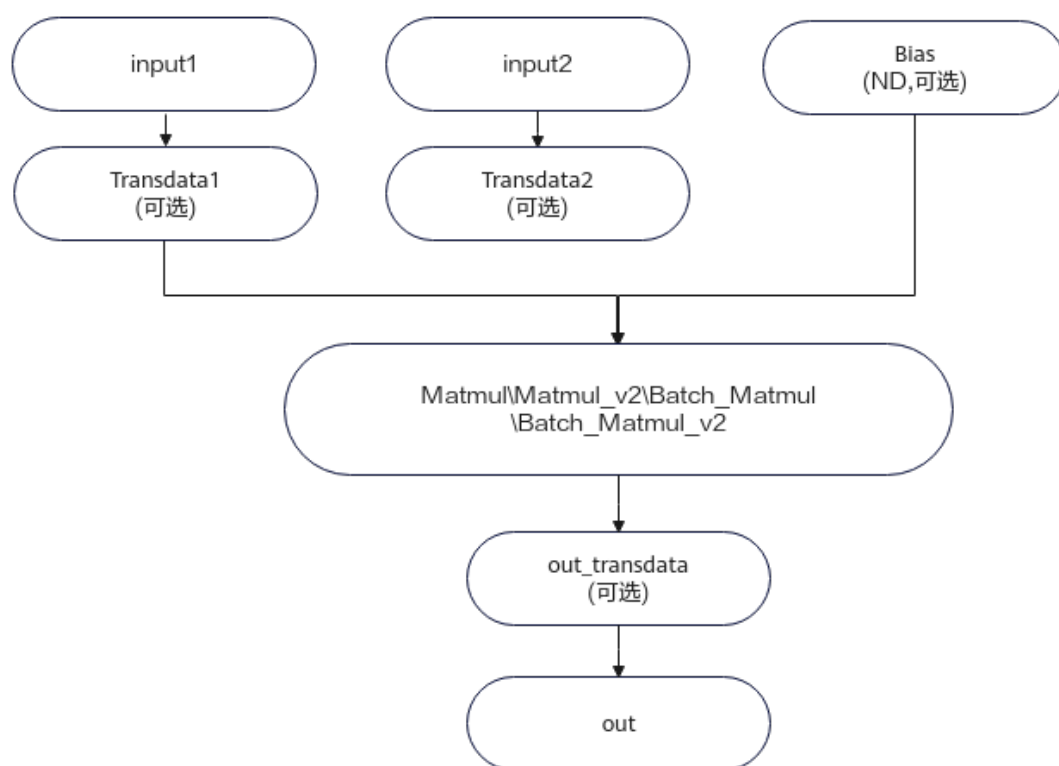 input1
input2
Bias
(ND,可选)
Transdata1
(可选)
Transdata2
(可选)
Matmul\Matmul_v2\Batch_Matmul
\Batch_Matmul_v2
out_transdata
(可选)
out